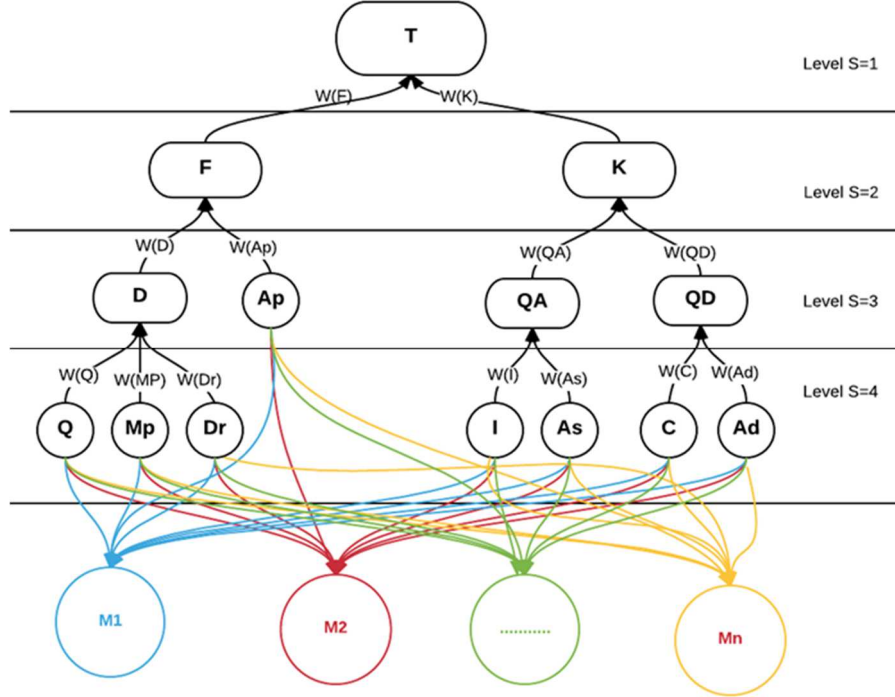 T
Level S=1
W(F)
W(K)
F
K
Level S=2
W(D)
W(Ap)
W(QA)
W(QD)
D
Ap
QA
QD
Level S=3
W(Q)
W(MP)
W(Dr)
W(I)
W(As)
W(C)
W(Ad)
Level S=4
Q
Mp
Dr
I
As
C
Ad
M1
M2
...........
Mn